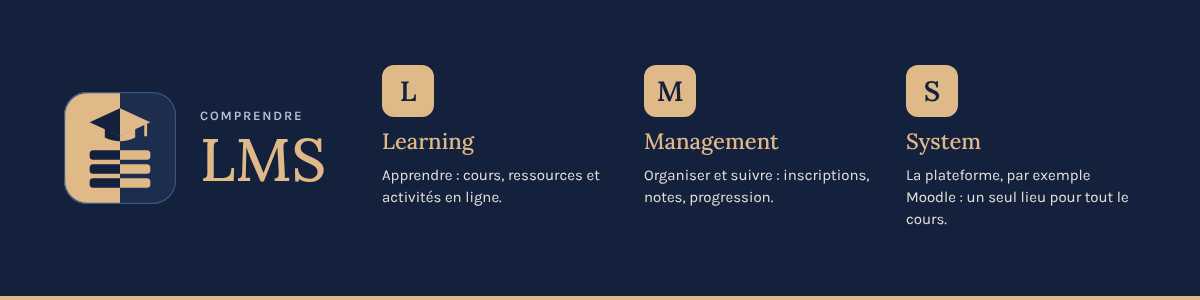 COMPRENDRE
LMS
L
Learning
Apprendre : cours, ressources et
activités en ligne.
M
Management
Organiser et suivre : inscriptions,
notes, progression.
S
System
La plateforme, par exemple
Moodle : un seul lieu pour tout le
cours.